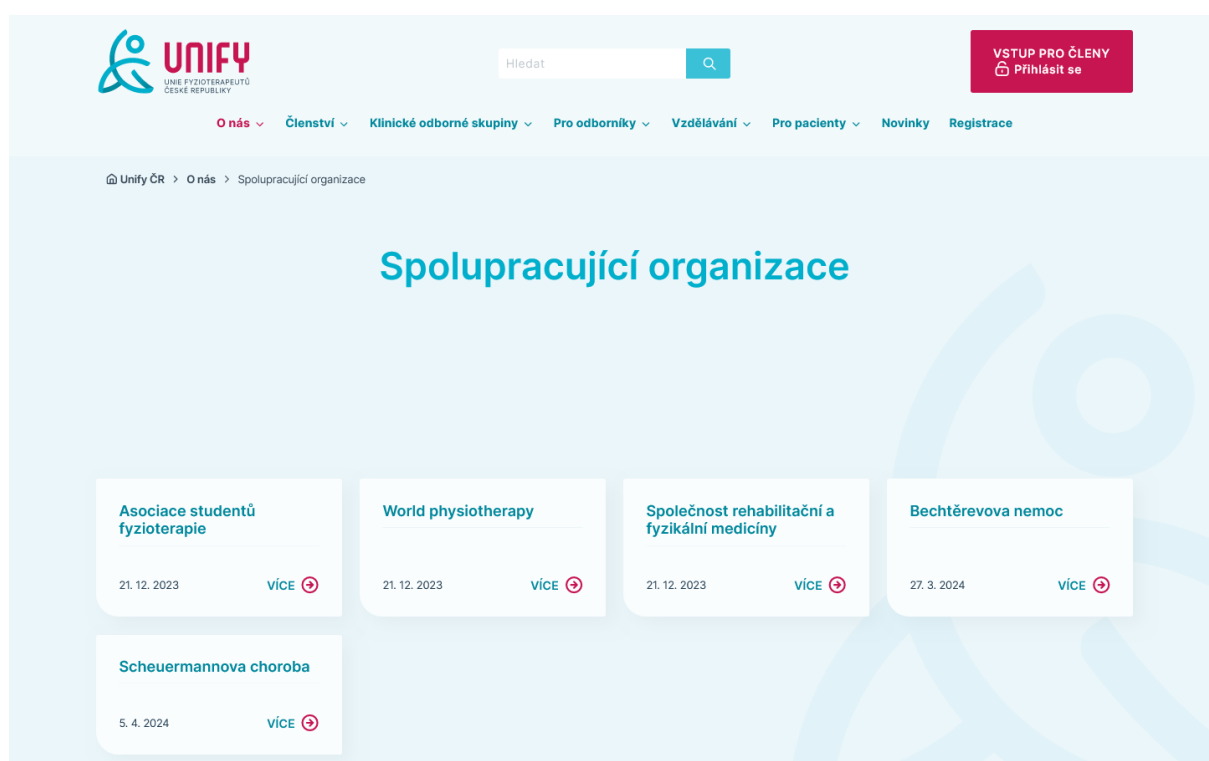 UNIFY
UNIE FYZIOTERAPEUTŮ
ČESKÉ REPUBLIKY
Hledat
VSTUP PRO ČLENY
Přihlásit se
O nás Členství Klinické odborné skupiny Pro odborníky Vzdělávání Pro pacienty Novinky Registrace
Unify ČR > O nás > Spolupracující organizace
Spolupracující organizace
Asociace studentů
fyzioterapie
21. 12. 2023 VÍCE
World physiotherapy
21. 12. 2023 VÍCE
Společnost rehabilitační a
fyzikální medicíny
21. 12. 2023 VÍCE
Bechtěrevova nemoc
27. 3. 2024 VÍCE
Scheuermannova choroba
5. 4. 2024 VÍCE